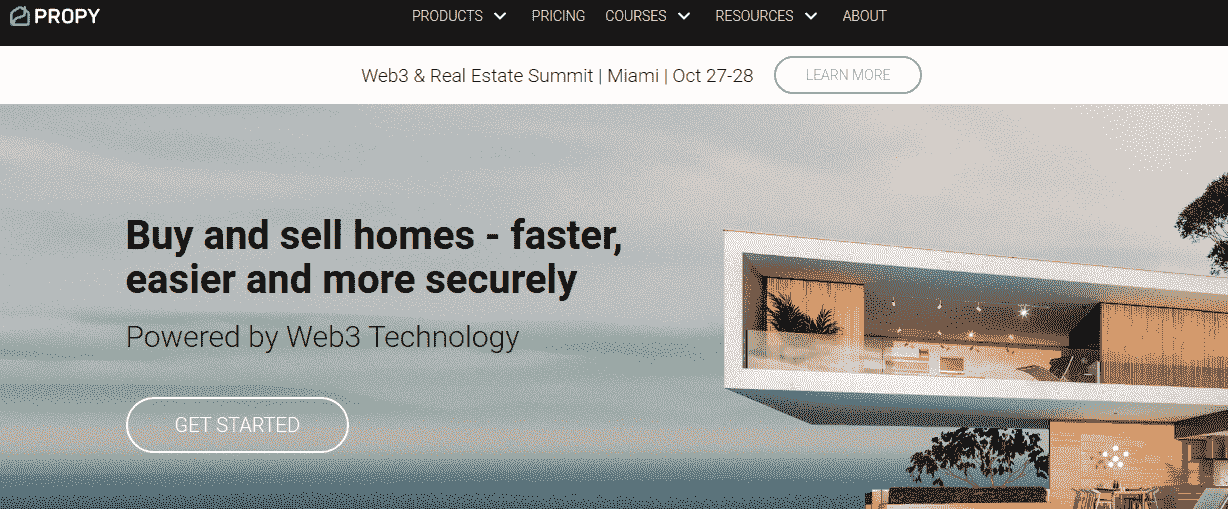 PROPY
PRODUCTS
PRICING
COURSES
RESOURCES
ABOUT
Web3 & Real Estate Summit | Miami | Oct 27-28
LEARN MORE
Buy and sell homes - faster,
easier and more securely
Powered by Web3 Technology
GET STARTED